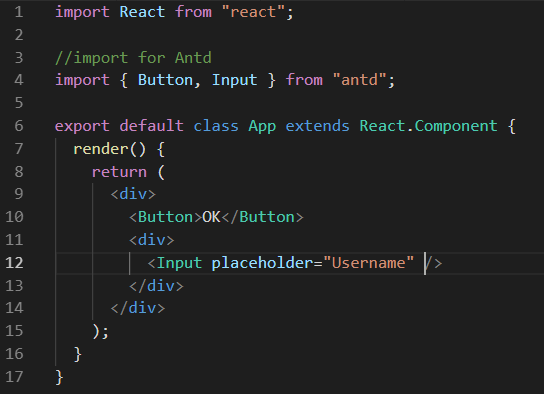 1 import React from "react";
2
3 //import for Antd
4 import { Button, Input } from "antd";
5
6 export default class App extends React.Component {
7   render() {
8     return (
9       <div>
10         <Button>OK</Button>
11         <div>
12           <Input placeholder="Username" />
13         </div>
14       </div>
15     );
16   }
17 }